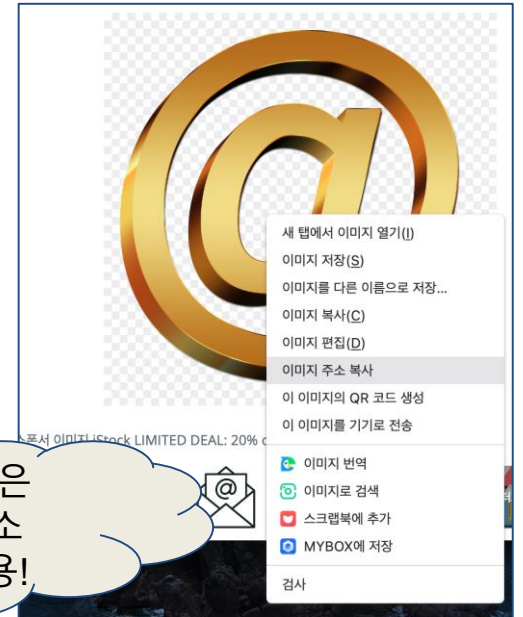 새 탭에서 이미지 열기(I)
이미지 저장(S)
이미지를 다른 이름으로 저장...
이미지 복사(C)
이미지 편집(D)
이미지 주소 복사
이 이미지의 QR 코드 생성
이 이미지를 기기로 전송
이미지 번역
이미지로 검색
스크랩북에 추가
MYBOX에 저장
검사
이미지 iStock LIMITED DEAL: 20%
은
소
용!